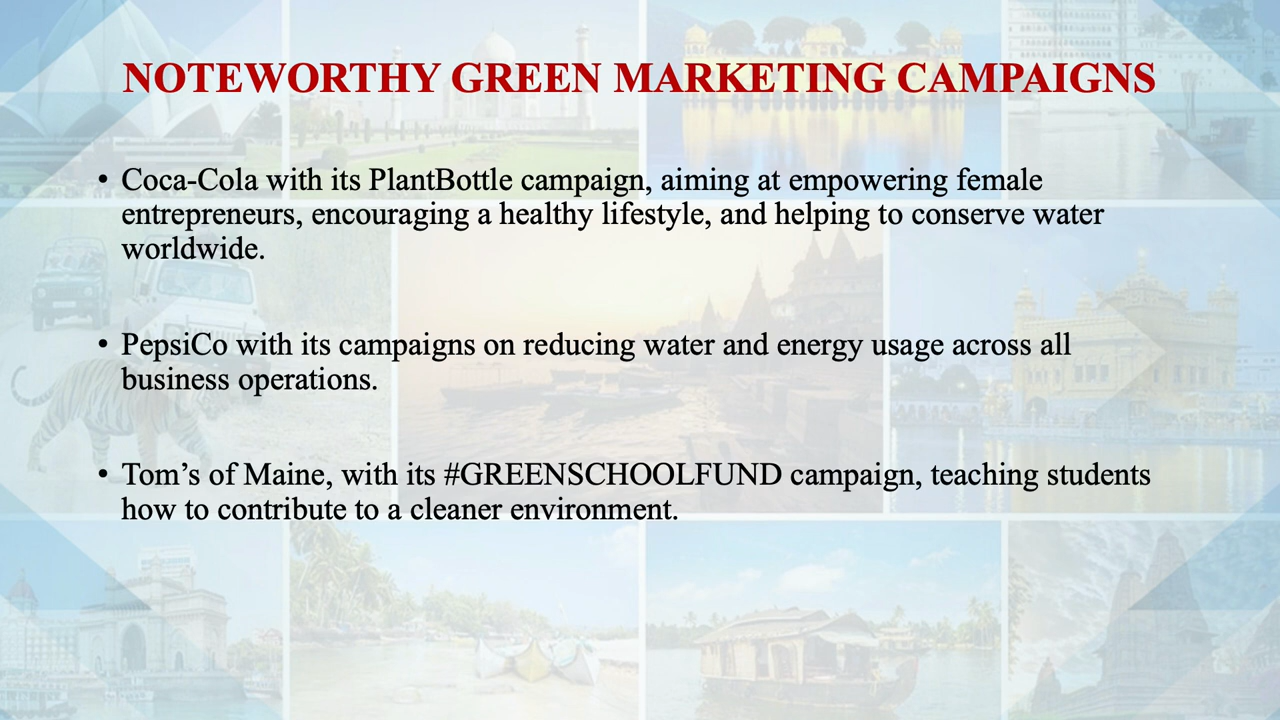 NOTEWORTHY GREEN MARKETING CAMPAIGNS
• Coca-Cola with its PlantBottle campaign, aiming at empowering female
entrepreneurs, encouraging a healthy lifestyle, and helping to conserve water
worldwide.
• PepsiCo with its campaigns on reducing water and energy usage across all
business operations.
• Tom’s of Maine, with its #GREENSCHOOLFUND campaign, teaching students
how to contribute to a cleaner environment.